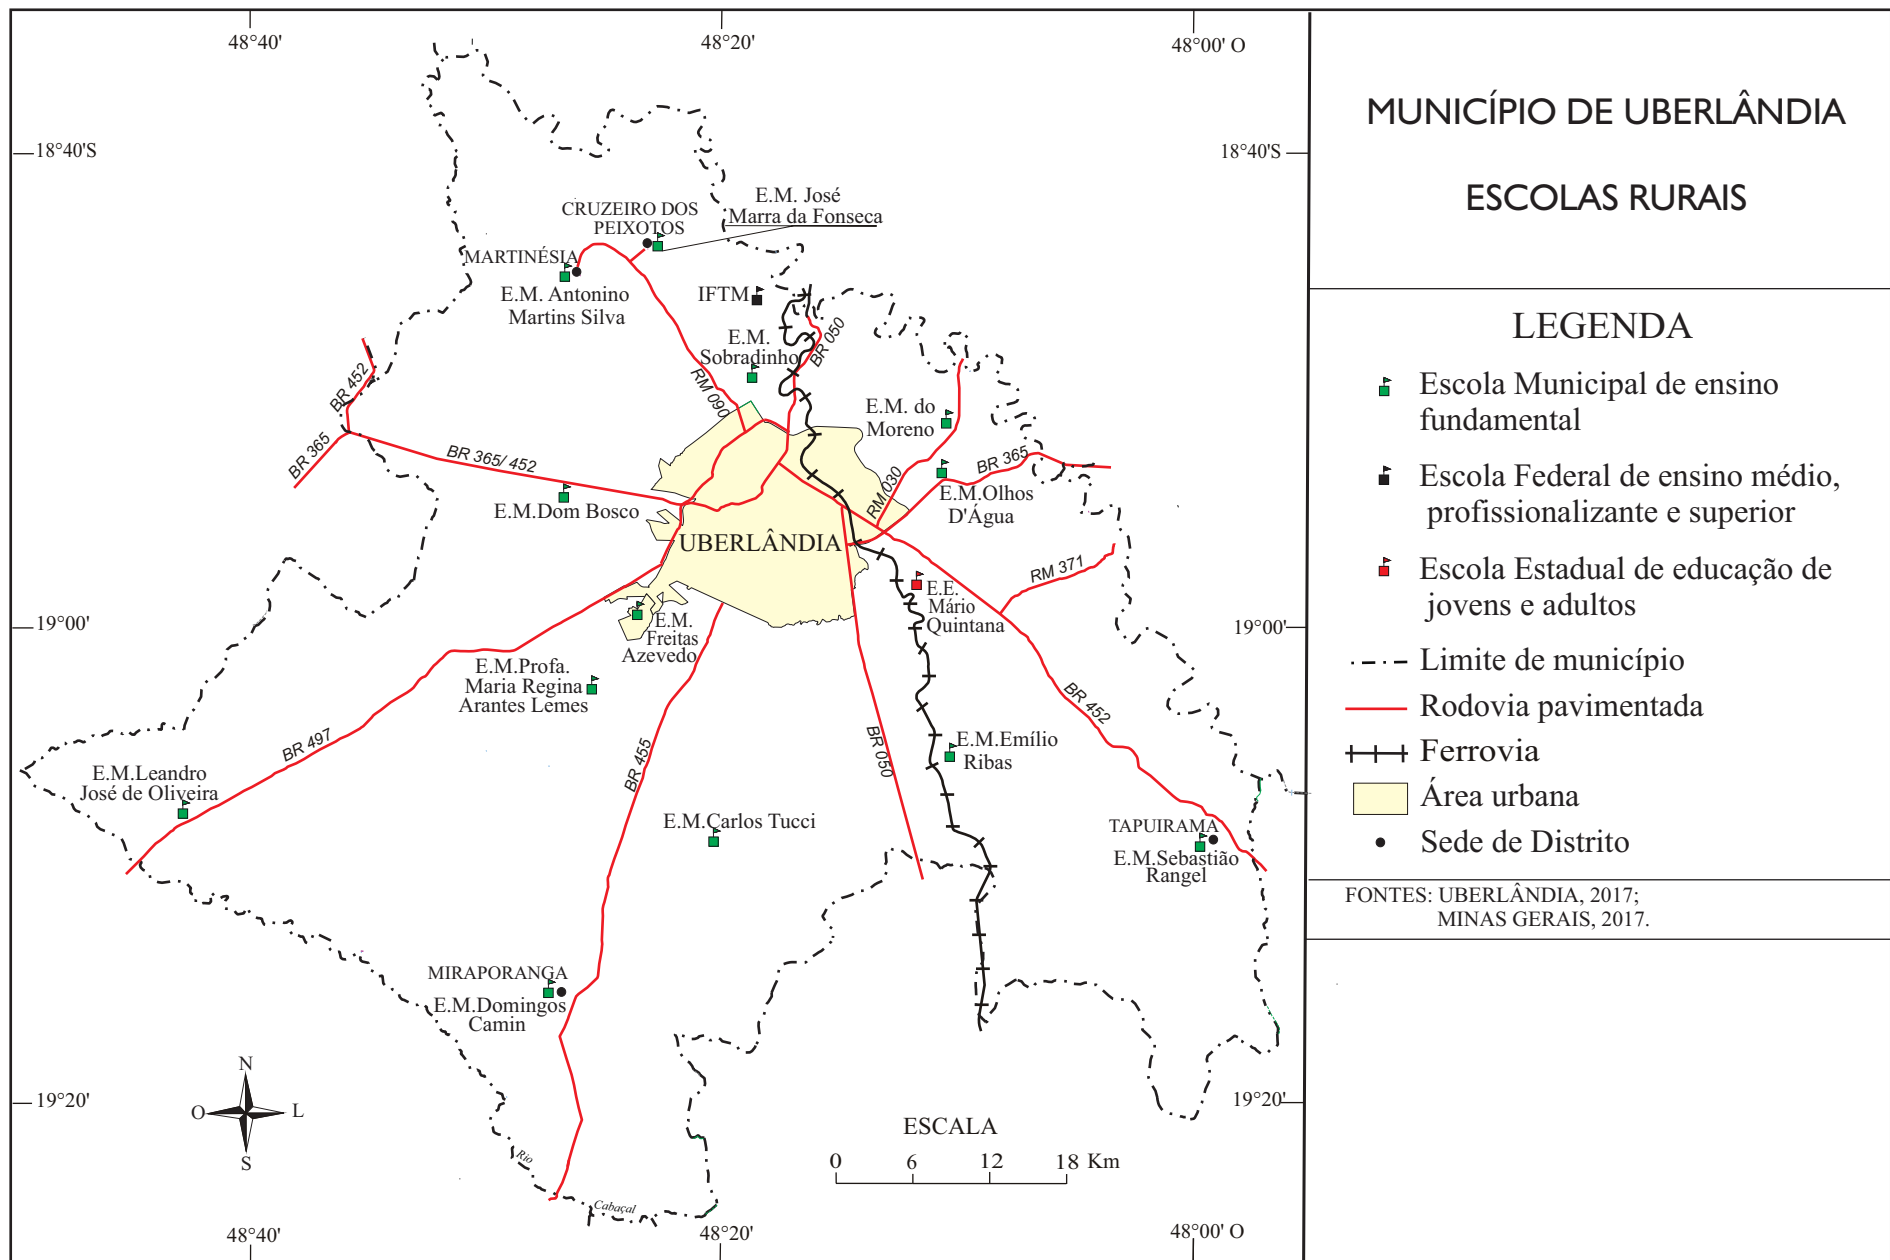 48°40'
48°20'
48°00' O
18°40'S
18°40'S
E.M. José
Marra da Fonseca
CRUZEIRO DOS
PEIXOTOS
MARTINÉSIA
E.M. Antonino
Martins Silva
IFTM
E.M.
Sobradinho
BR 050
RM 090
BR 452
BR 365
BR 365/ 452
E.M. do
Moreno
RM 030
BR 365
E.M.Olhos
D'Água
E.M.Dom Bosco
UBERLÂNDIA
RM 371
E.E.
Mário
Quintana
19°00'
19°00'
E.M.
Freitas
Azevedo
E.M.Profa.
Maria Regina
Arantes Lemes
BR 497
BR 455
BR 050
BR 452
E.M.Emílio
Ribas
E.M.Leandro
José de Oliveira
E.M.Carlos Tucci
TAPUIRAMA
E.M.Sebastião
Rangel
MIRAPORANGA
E.M.Domingos
Camin
N
O
L
S
19°20'
19°20'
Rio
Cabaçal
ESCALA
0 6 12 18 Km
48°40'
48°20'
48°00' O
MUNICÍPIO DE UBERLÂNDIA
ESCOLAS RURAIS
LEGENDA
Escola Municipal de ensino
fundamental
Escola Federal de ensino médio,
profissionalizante e superior
Escola Estadual de educação de
jovens e adultos
Limite de município
Rodovia pavimentada
Ferrovia
Área urbana
Sede de Distrito
FONTES: UBERLÂNDIA, 2017;
MINAS GERAIS, 2017.